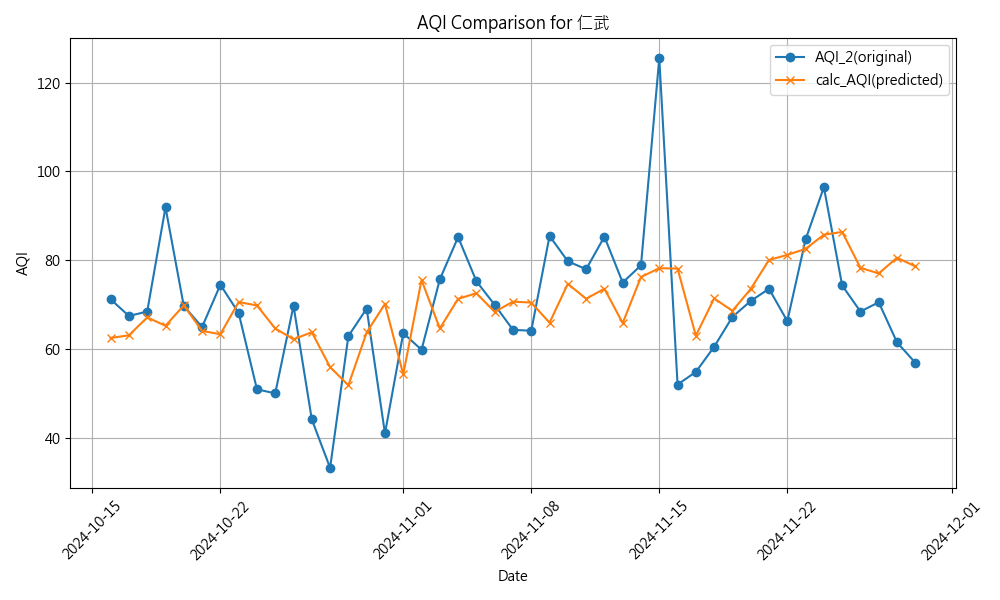 AQI Comparison for 仁武
AQI_2(original)
calc_AQI(predicted)
AQI
120
100
80
60
40
2024-10-15
2024-10-22
2024-11-01
2024-11-08
2024-11-15
2024-11-22
2024-12-01
Date